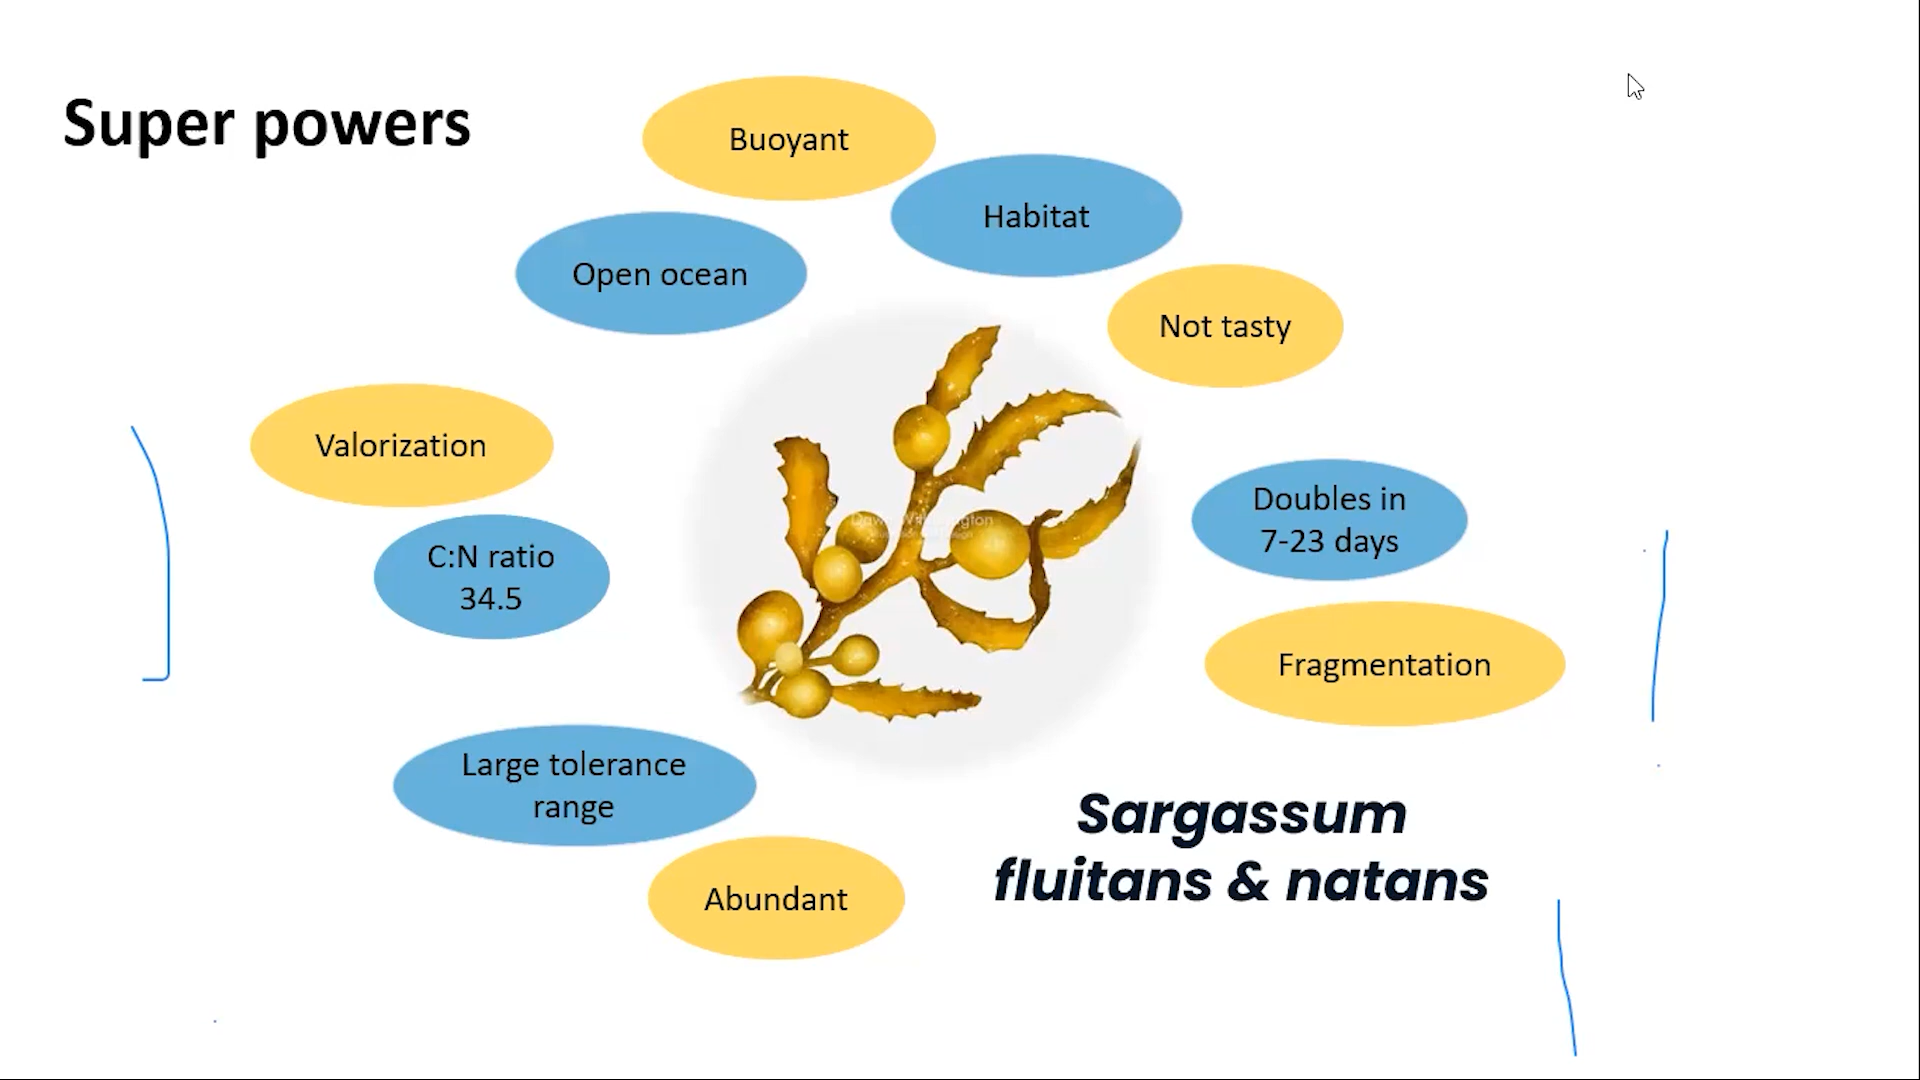 Super powers
Buoyant
Habitat
Open ocean
Not tasty
Valorization
Doubles in
7-23 days
C:N ratio
34.5
Fragmentation
Large tolerance
range
Sargassum
fluitans & natans
Abundant